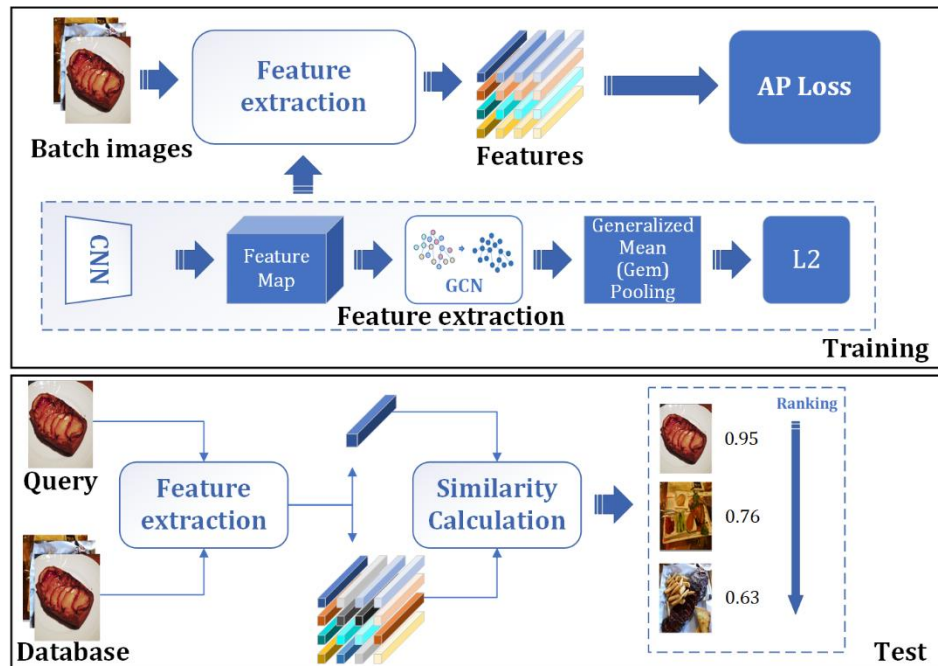 Batch images
Feature
extraction
Features
AP Loss
CNN
Feature
Map
GCN
Generalized
Mean
(Gem)
Pooling
L2
Feature extraction
Training
Query
Database
Feature
extraction
Similarity
Calculation
Ranking
0.95
0.76
0.63
Test